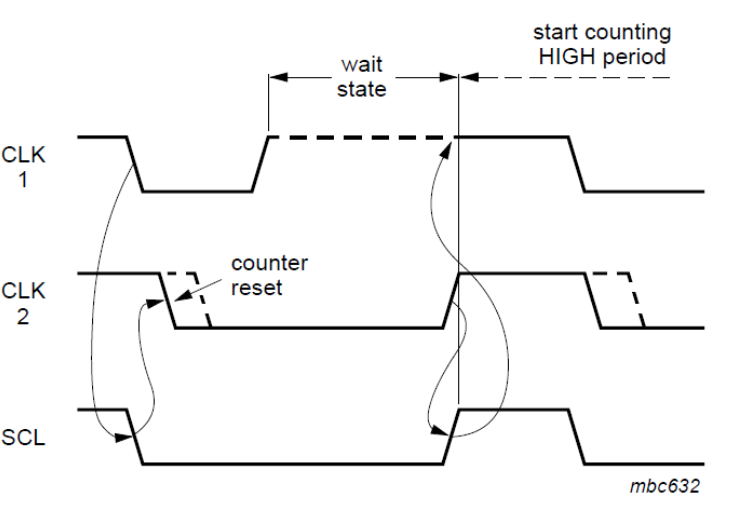 start counting
HIGH period
wait
state
CLK
1
counter
reset
CLK
2
SCL
mbc632